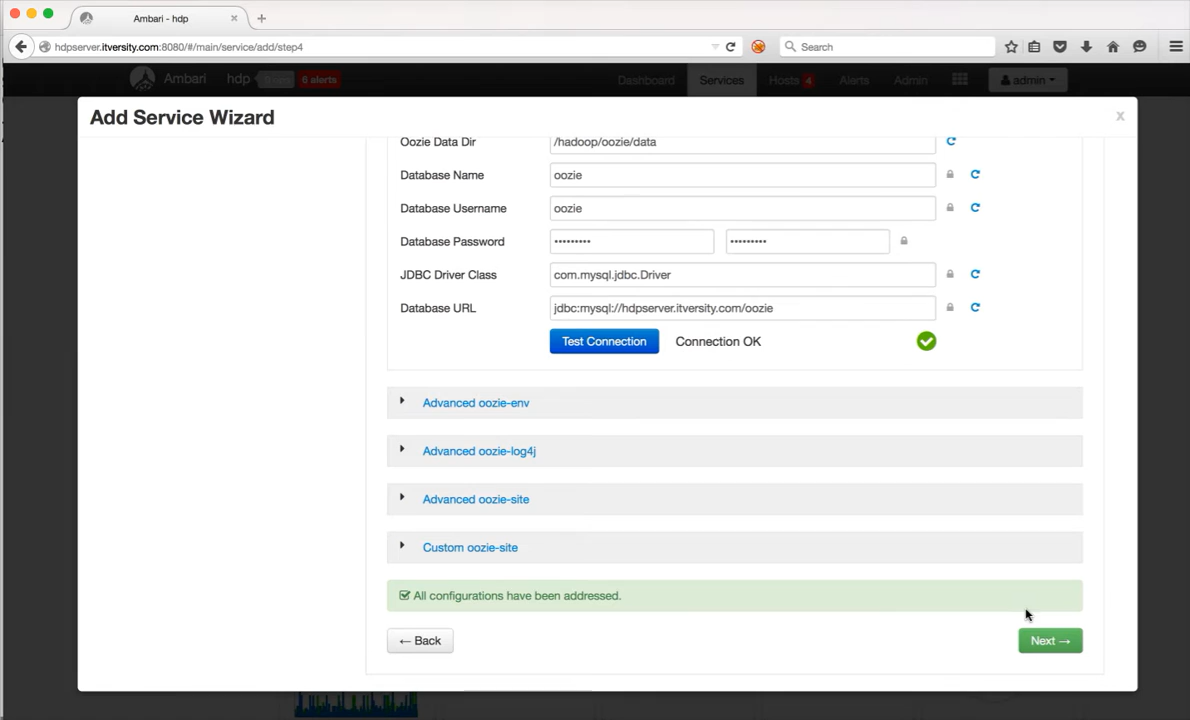 Ambari - hdp
hdpserver.itversity.com:8080/#/main/service/add/step4
Search
Ambari hdp 6 alerts Dashboard Services Hosts 4 Alerts Admin admin
Add Service Wizard x
Oozie Data Dir /hadoop/oozie/data
Database Name oozie
Database Username oozie
Database Password ••••••••• •••••••••
JDBC Driver Class com.mysql.jdbc.Driver
Database URL jdbc:mysql://hdpserver.itversity.com/oozie
Test Connection Connection OK
Advanced oozie-env
Advanced oozie-log4j
Advanced oozie-site
Custom oozie-site
All configurations have been addressed.
← Back Next →